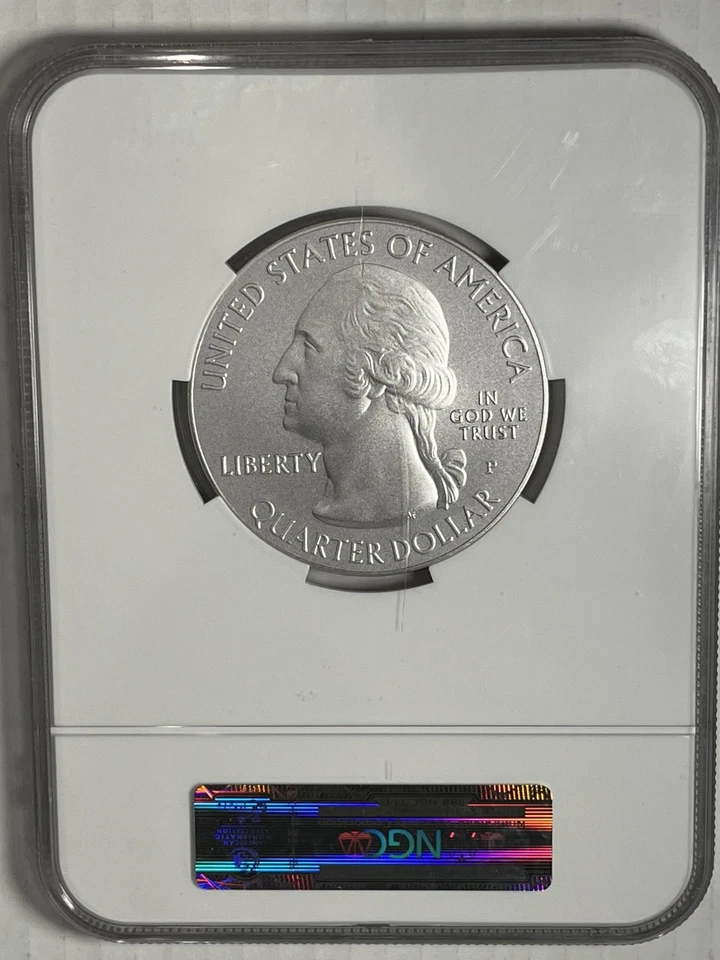 UNITED STATES OF AMERICA
IN
GOD WE
TRUST
LIBERTY
P
QUARTER DOLLAR
NGC